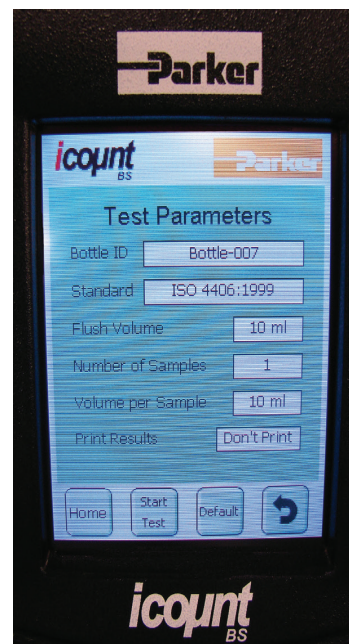 Parker
icount
BS
Parker
Test Parameters
Bottle ID Bottle-007
Standard ISO 4406:1999
Flush Volume 10 ml
Number of Samples 1
Volume per Sample 10 ml
Print Results Don't Print
Home Start Test Default
icount
BS